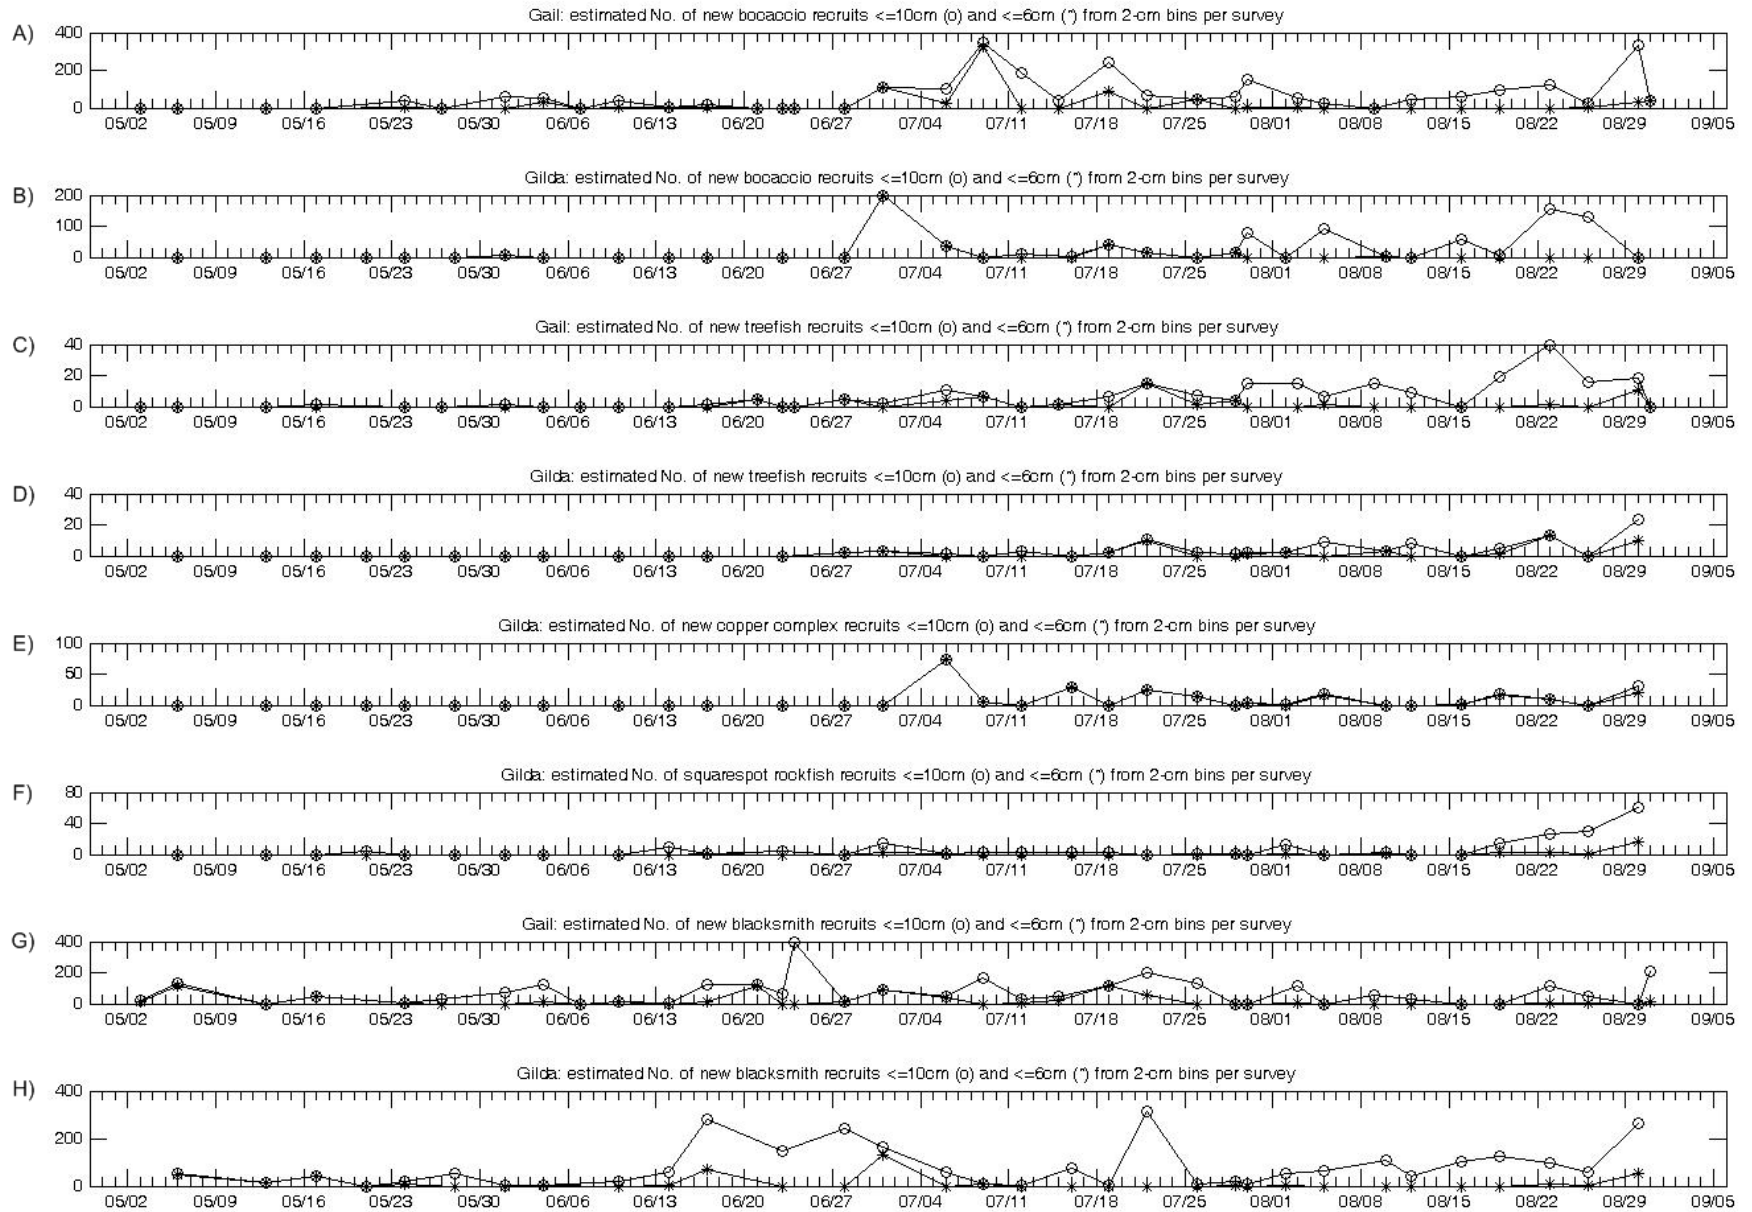 Gail: estimated No. of new bocaccio recruits <=10cm (o) and <=6cm (*) from 2-cm bins per survey
A)
400
200
0
05/02 05/09 05/16 05/23 05/30 06/06 06/13 06/20 06/27 07/04 07/11 07/18 07/25 08/01 08/08 08/15 08/22 08/29 09/05
Gilda: estimated No. of new bocaccio recruits <=10cm (o) and <=6cm (*) from 2-cm bins per survey
B)
200
100
0
05/02 05/09 05/16 05/23 05/30 06/06 06/13 06/20 06/27 07/04 07/11 07/18 07/25 08/01 08/08 08/15 08/22 08/29 09/05
Gail: estimated No. of new treefish recruits <=10cm (o) and <=6cm (*) from 2-cm bins per survey
C)
40
20
0
05/02 05/09 05/16 05/23 05/30 06/06 06/13 06/20 06/27 07/04 07/11 07/18 07/25 08/01 08/08 08/15 08/22 08/29 09/05
Gilda: estimated No. of new treefish recruits <=10cm (o) and <=6cm (*) from 2-cm bins per survey
D)
40
20
0
05/02 05/09 05/16 05/23 05/30 06/06 06/13 06/20 06/27 07/04 07/11 07/18 07/25 08/01 08/08 08/15 08/22 08/29 09/05
Gilda: estimated No. of new copper complex recruits <=10cm (o) and <=6cm (*) from 2-cm bins per survey
E)
100
50
0
05/02 05/09 05/16 05/23 05/30 06/06 06/13 06/20 06/27 07/04 07/11 07/18 07/25 08/01 08/08 08/15 08/22 08/29 09/05
Gilda: estimated No. of squarespot rockfish recruits <=10cm (o) and <=6cm (*) from 2-cm bins per survey
F)
80
40
0
05/02 05/09 05/16 05/23 05/30 06/06 06/13 06/20 06/27 07/04 07/11 07/18 07/25 08/01 08/08 08/15 08/22 08/29 09/05
Gail: estimated No. of new blacksmith recruits <=10cm (o) and <=6cm (*) from 2-cm bins per survey
G)
400
200
0
05/02 05/09 05/16 05/23 05/30 06/06 06/13 06/20 06/27 07/04 07/11 07/18 07/25 08/01 08/08 08/15 08/22 08/29 09/05
Gilda: estimated No. of new blacksmith recruits <=10cm (o) and <=6cm (*) from 2-cm bins per survey
H)
400
200
0
05/02 05/09 05/16 05/23 05/30 06/06 06/13 06/20 06/27 07/04 07/11 07/18 07/25 08/01 08/08 08/15 08/22 08/29 09/05